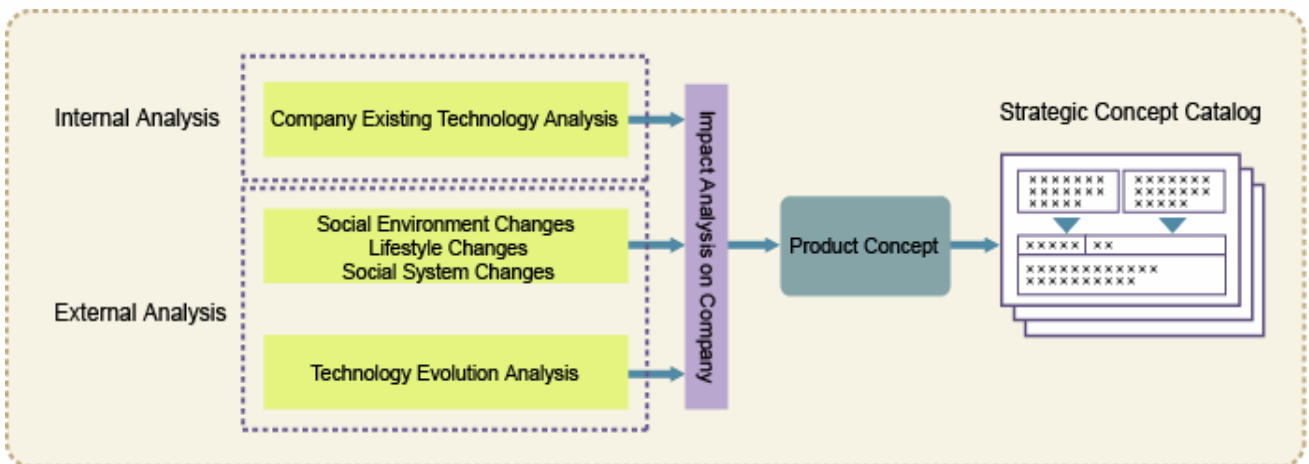 Internal Analysis
Company Existing Technology Analysis
Social Environment Changes
Lifestyle Changes
Social System Changes
External Analysis
Technology Evolution Analysis
Impact Analysis on Company
Product Concept
Strategic Concept Catalog
×××××××
×××××××
×××××
×××××××
×××××××
×××××
×××××
××
××××××××××××
××××××××××